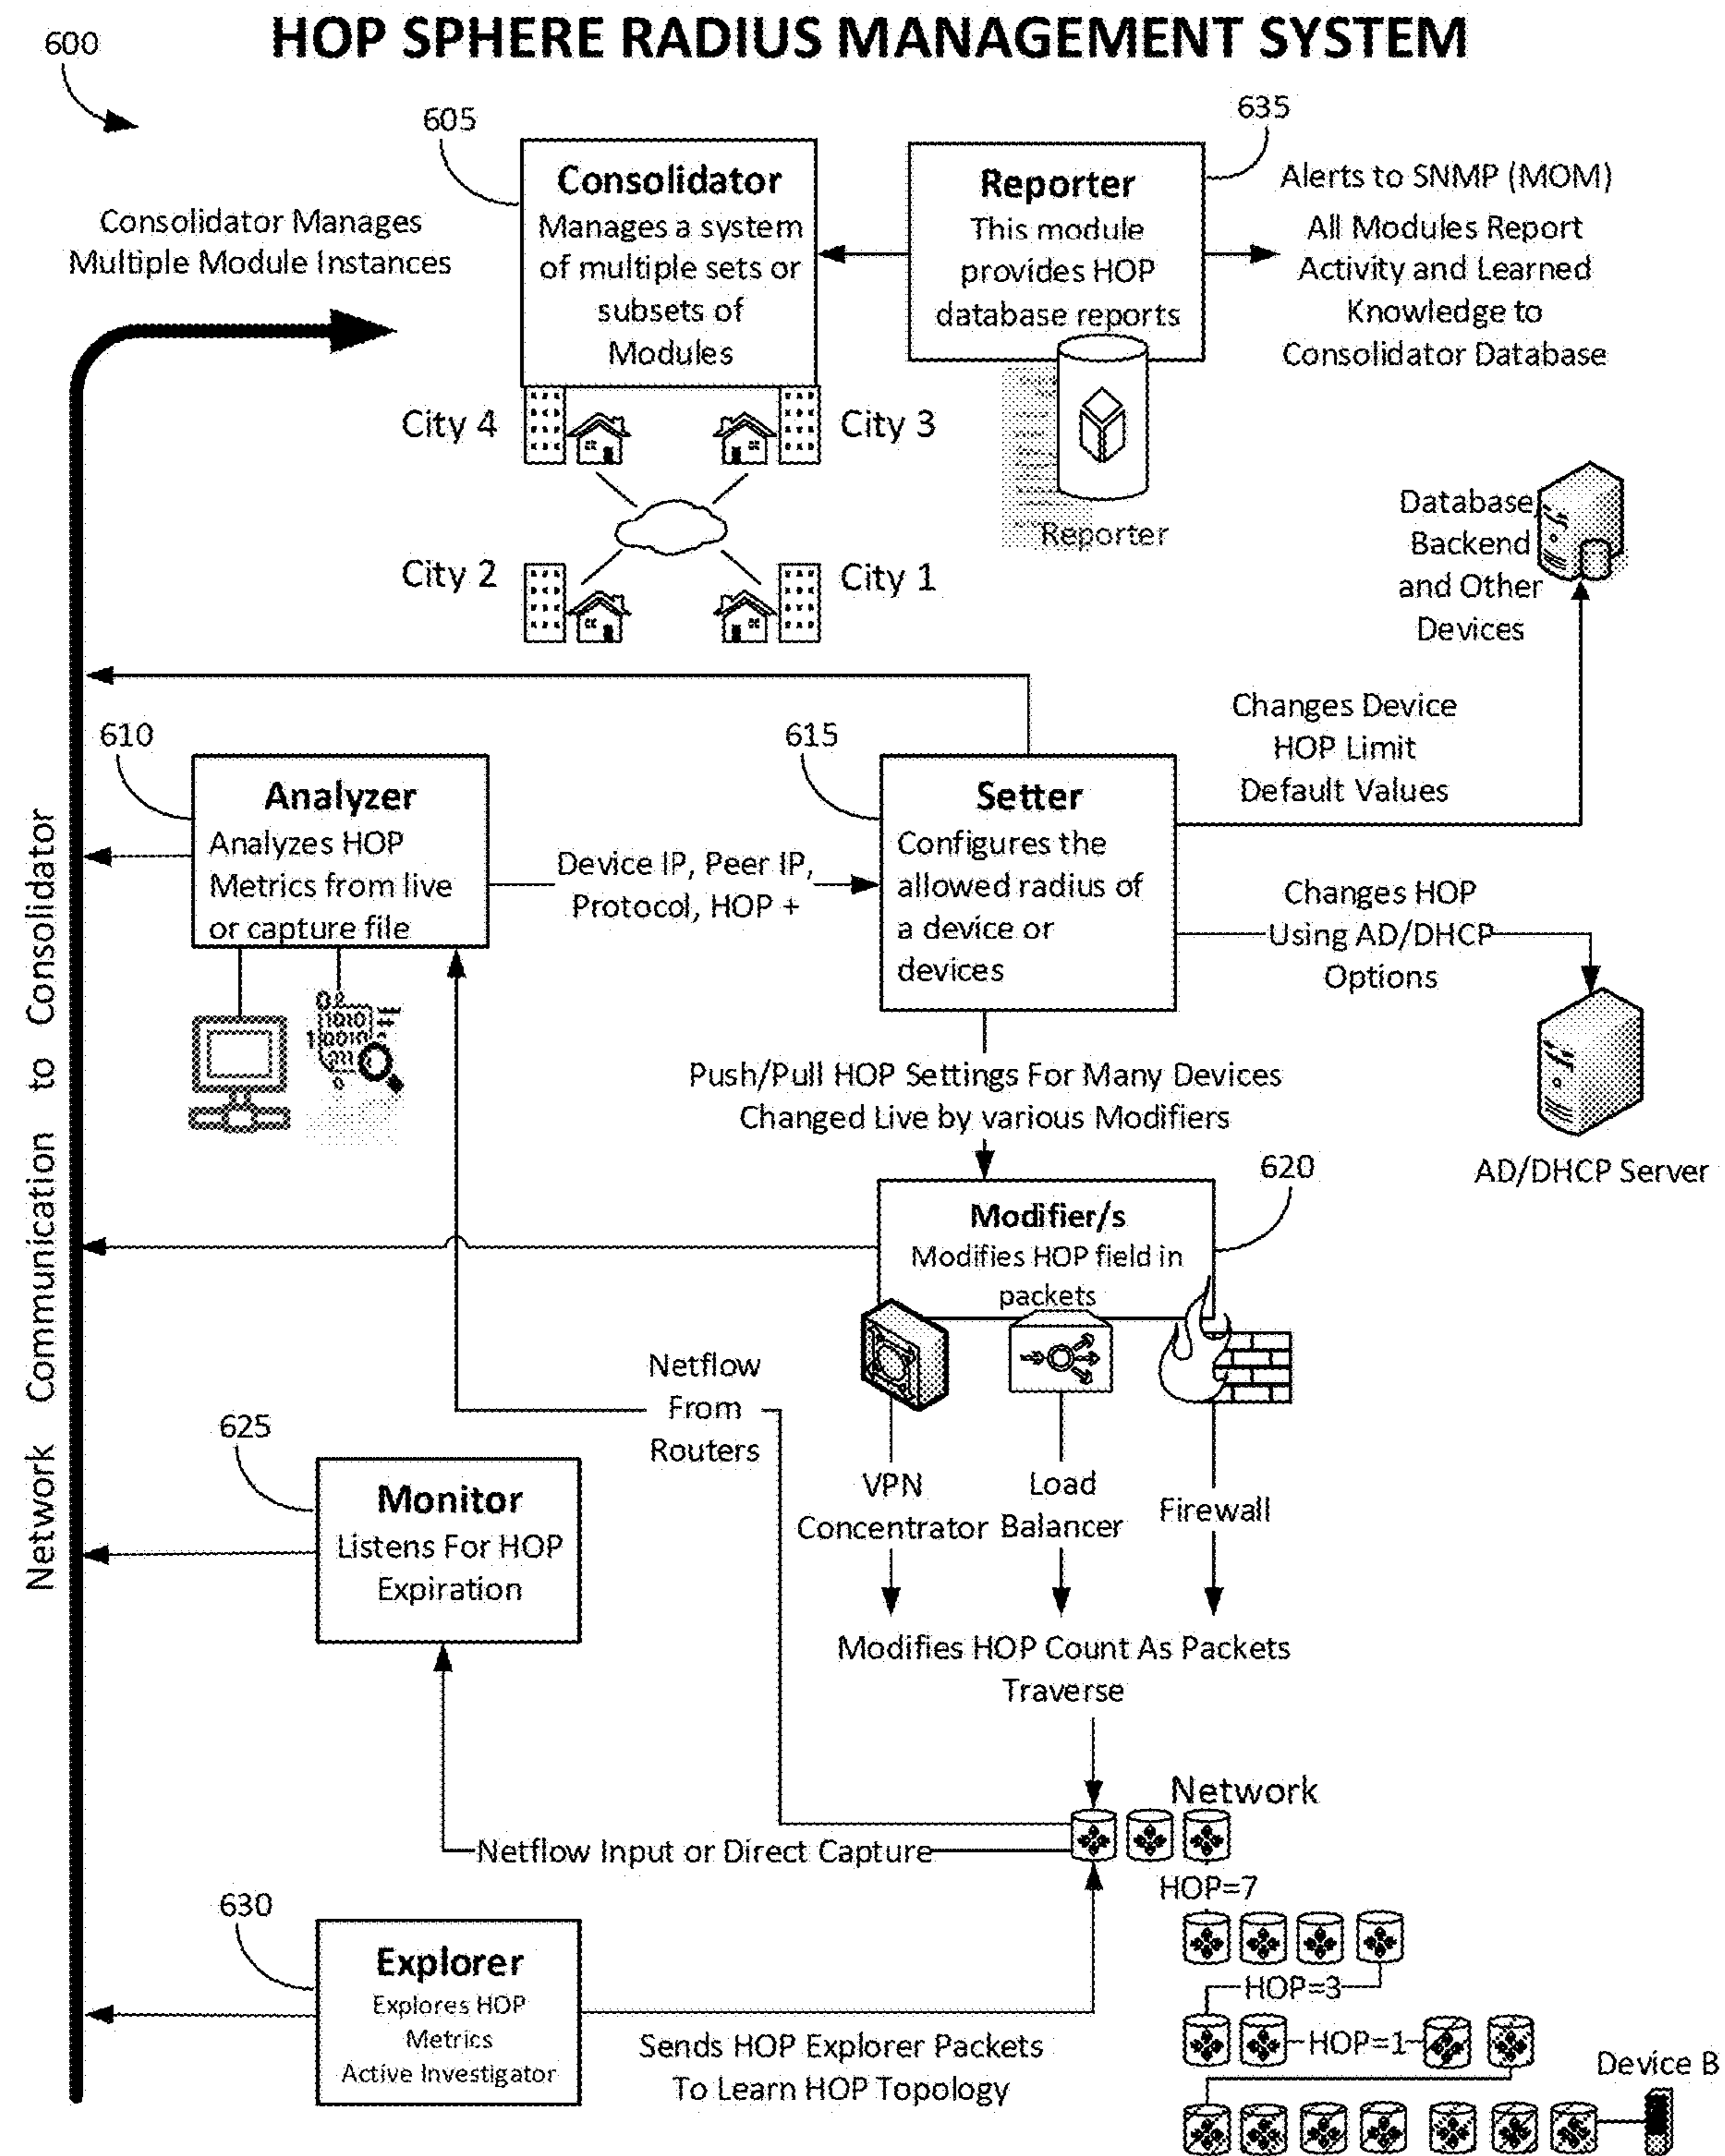 HOP SPHERE RADIUS MANAGEMENT SYSTEM
600
605
635
Consolidator Manages
Multiple Module Instances
Consolidator
Manages a system
of multiple sets or
subsets of
Modules
Reporter
This module
provides HOP
database reports
Alerts to SNMP (MOM)
All Modules Report
Activity and Learned
Knowledge to
Consolidator Database
City 4
City 3
Reporter
City 2
City 1
Database,
Backend
and Other
Devices
Changes Device
HOP Limit
Default Values
610
615
Analyzer
Analyzes HOP
Metrics from live
or capture file
Device IP, Peer IP,
Protocol, HOP +
Setter
Configures the
allowed radius of
a device or
devices
Changes HOP
Using AD/DHCP
Options
AD/DHCP Server
Push/Pull HOP Settings For Many Devices
Changed Live by various Modifiers
620
Modifier/s
Modifies HOP field in
packets
Network Communication to Consolidator
Netflow
From
Routers
VPN
Concentrator
Load
Balancer
Firewall
625
Monitor
Listens For HOP
Expiration
Modifies HOP Count As Packets
Traverse
Network
Netflow Input or Direct Capture
HOP=7
630
Explorer
Explores HOP
Metrics
Active Investigator
Sends HOP Explorer Packets
To Learn HOP Topology
HOP=3
HOP=1
Device B